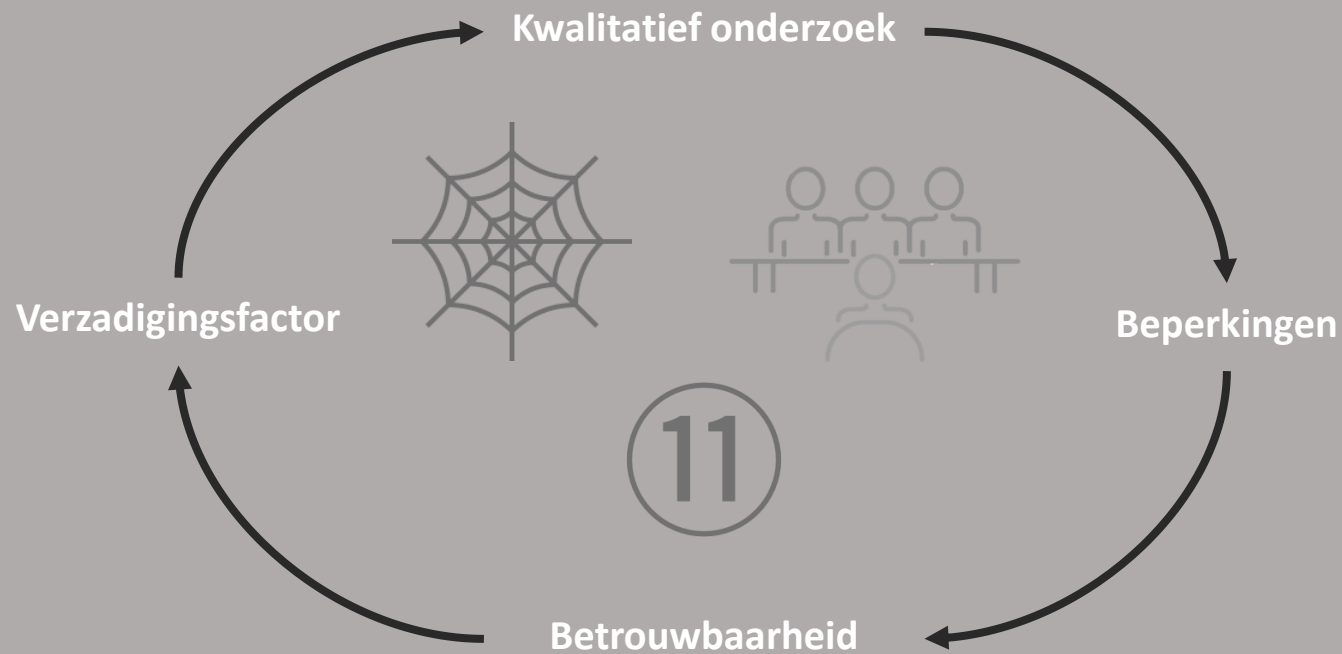 Kwalitatief onderzoek
Verzadigingsfactor
Beperkingen
11
Betrouwbaarheid